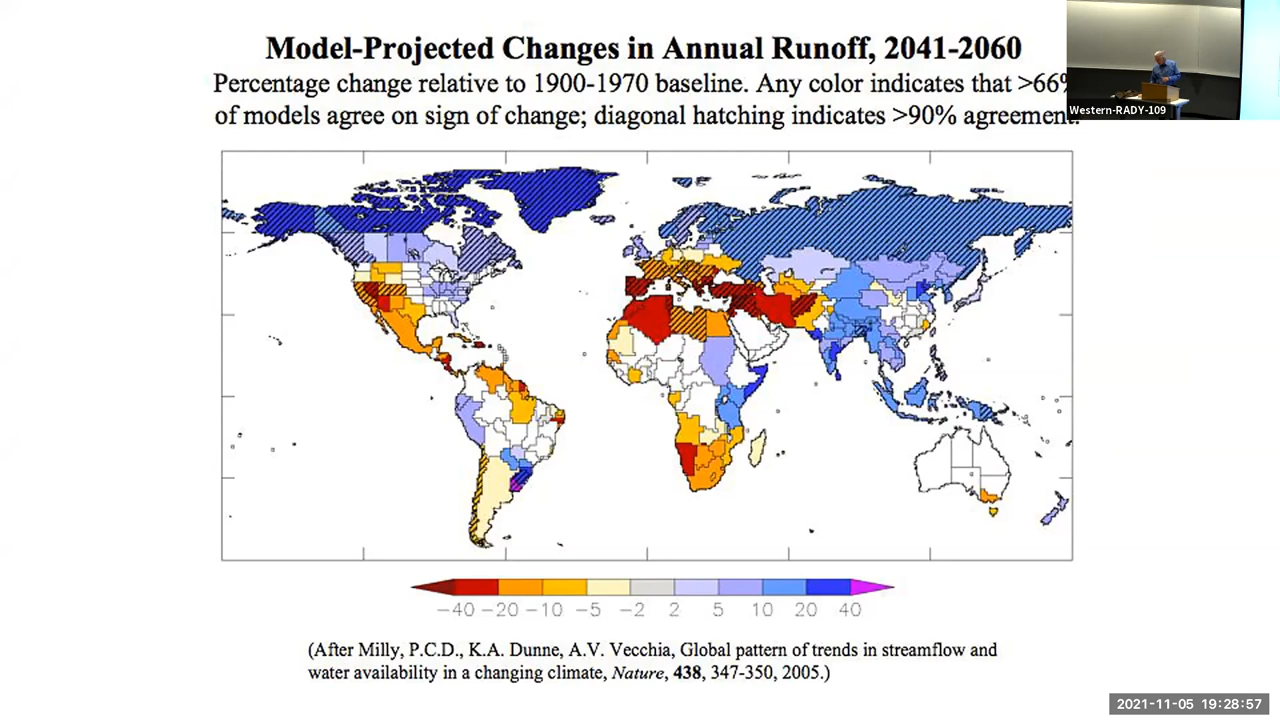 Model-Projected Changes in Annual Runoff, 2041-2060
Percentage change relative to 1900-1970 baseline. Any color indicates that >66%
of models agree on sign of change; diagonal hatching indicates >90% agreement.
Western-RADY-109
−40 −20 −10 −5 −2 2 5 10 20 40
(After Milly, P.C.D., K.A. Dunne, A.V. Vecchia, Global pattern of trends in streamflow and
water availability in a changing climate, Nature, 438, 347-350, 2005.)
2021-11-05 19:28:57